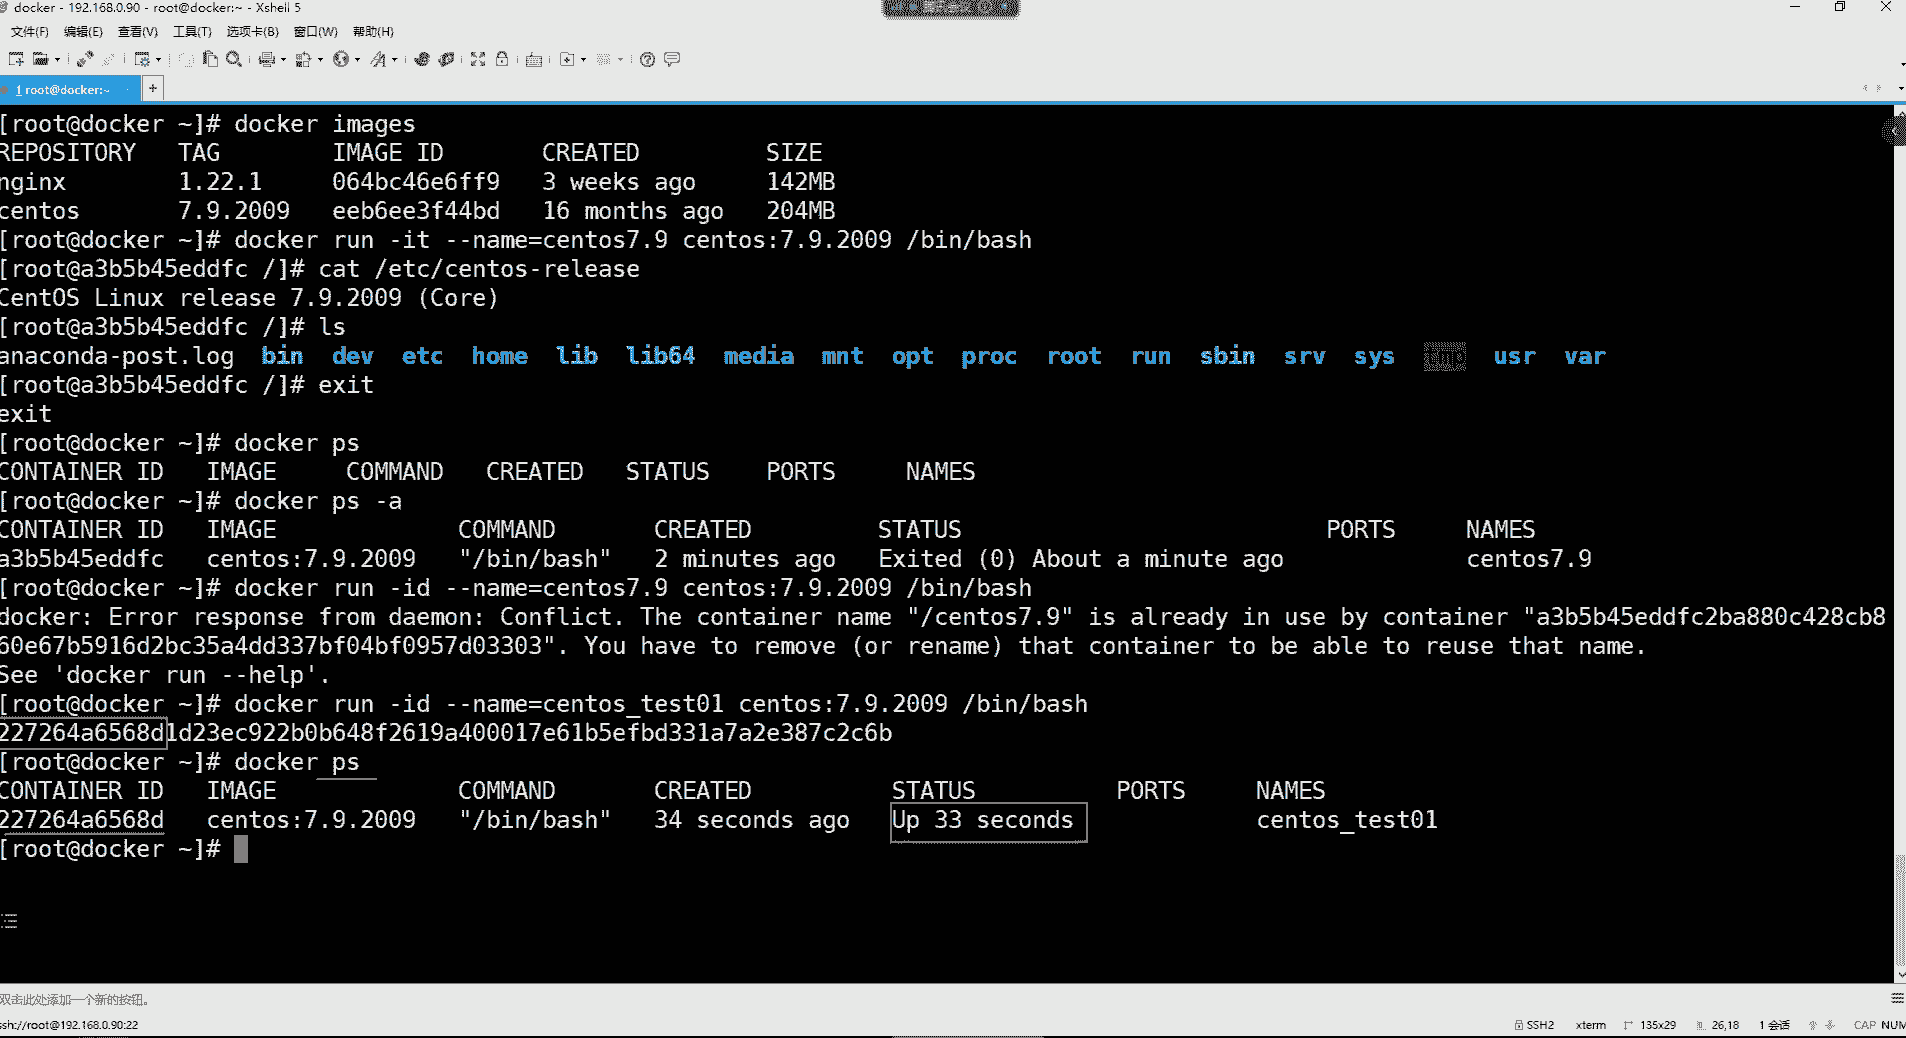 docker - 192.168.0.90 - root@docker:~ - Xshell 5
文件(F) 编辑(E) 查看(V) 工具(T) 选项卡(B) 窗口(W) 帮助(H)
1 root@docker:~
[root@docker ~]# docker images
REPOSITORY TAG IMAGE ID CREATED SIZE
nginx 1.22.1 064bc46e6ff9 3 weeks ago 142MB
centos 7.9.2009 eeb6ee3f44bd 16 months ago 204MB
[root@docker ~]# docker run -it --name=centos7.9 centos:7.9.2009 /bin/bash
[root@a3b5b45eddfc /]# cat /etc/centos-release
CentOS Linux release 7.9.2009 (Core)
[root@a3b5b45eddfc /]# ls
anaconda-post.log bin dev etc home lib lib64 media mnt opt proc root run sbin srv sys tmp usr var
[root@a3b5b45eddfc /]# exit
exit
[root@docker ~]# docker ps
CONTAINER ID IMAGE COMMAND CREATED STATUS PORTS NAMES
[root@docker ~]# docker ps -a
CONTAINER ID IMAGE COMMAND CREATED STATUS PORTS NAMES
a3b5b45eddfc centos:7.9.2009 "/bin/bash" 2 minutes ago Exited (0) About a minute ago centos7.9
[root@docker ~]# docker run -id --name=centos7.9 centos:7.9.2009 /bin/bash
docker: Error response from daemon: Conflict. The container name "/centos7.9" is already in use by container "a3b5b45eddfc2ba880c428cb8
60e67b5916d2bc35a4dd337bf04bf0957d03303". You have to remove (or rename) that container to be able to reuse that name.
See 'docker run --help'.
[root@docker ~]# docker run -id --name=centos_test01 centos:7.9.2009 /bin/bash
227264a6568d1d23ec922b0b648f2619a400017e61b5efbd331a7a2e387c2c6b
[root@docker ~]# docker ps
CONTAINER ID IMAGE COMMAND CREATED STATUS PORTS NAMES
227264a6568d centos:7.9.2009 "/bin/bash" 34 seconds ago Up 33 seconds centos_test01
[root@docker ~]#
双击此处添加一个新的按钮。
ssh://root@192.168.0.90:22 SSH2 xterm 135x29 26,18 1 会话 CAP NUM